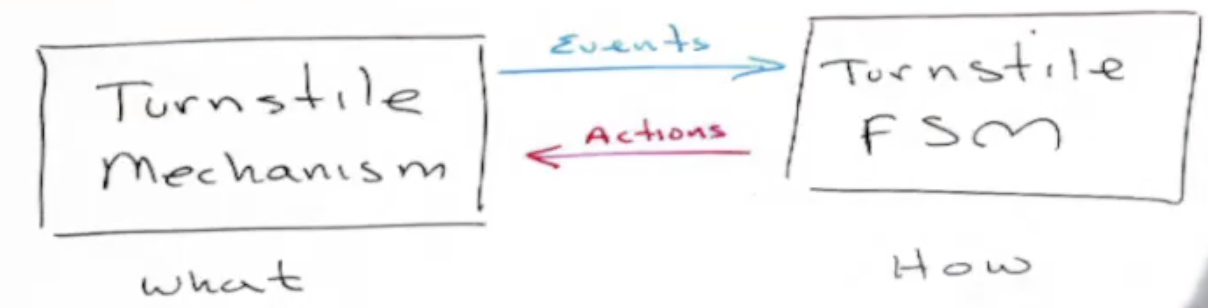 Events
Turnstile
Mechanism
Actions
Turnstile
FSM
What
How